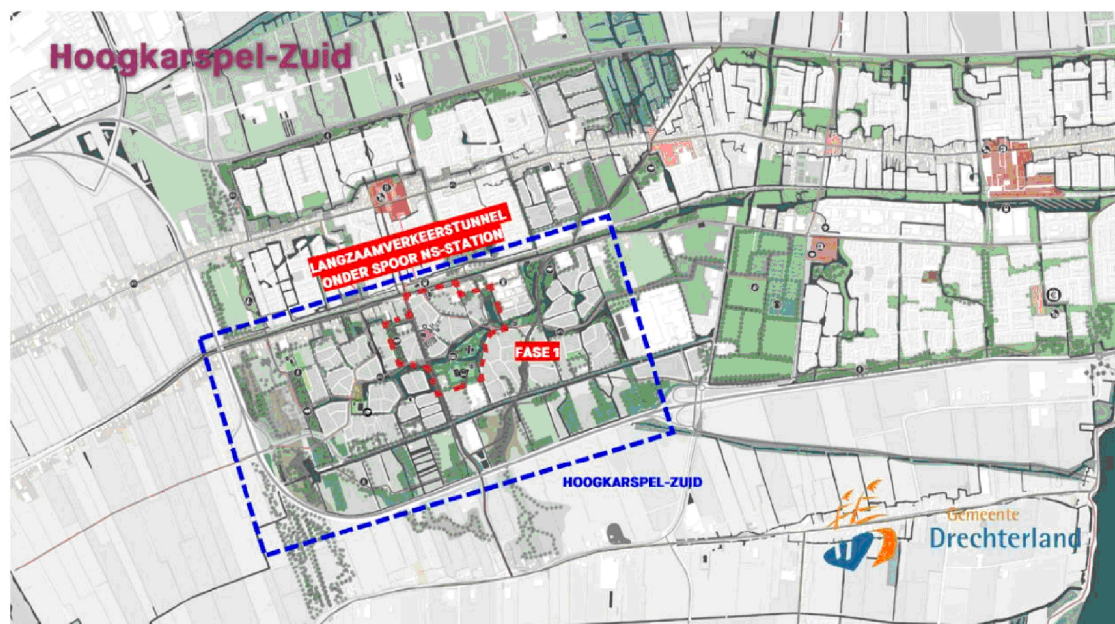 Hoogkarspel-Zuid
LANGZAAMVERKEERSTUNNEL
ONDER SPOOR NS-STATION
FASE 1
HOOGKARSPEL-ZUID
Gemeente
Drechterland